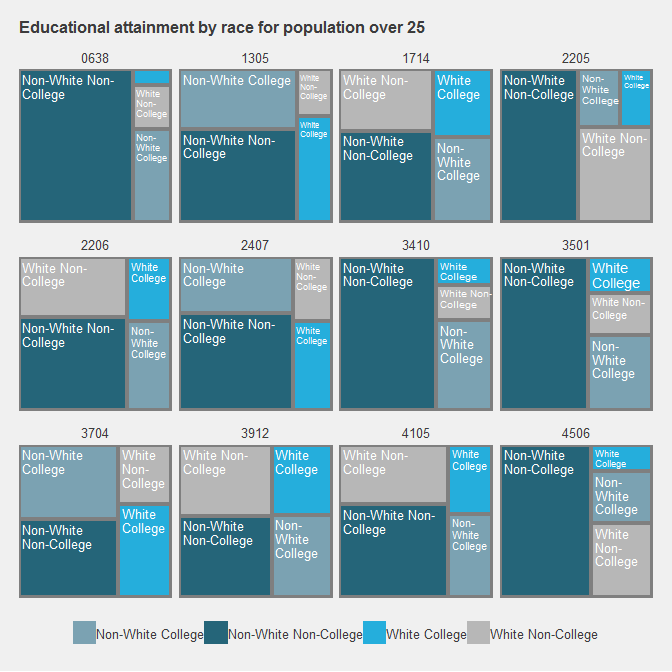 Educational attainment by race for population over 25
0638
1305
1714
2205
Non-White Non-
College
White
Non-
College
Non-
White
College
Non-White College
White
Non-
College
Non-White Non-
College
White
College
White Non-
College
White
College
Non-White
Non-College
Non-
White
College
Non-White
Non-College
Non-
White
College
White
College
White Non-
College
2206
2407
3410
3501
White Non-
College
White
College
Non-White Non-
College
Non-
White
College
Non-White
College
White
Non-
College
Non-White Non-
College
White
College
Non-White
Non-College
White
College
White Non-
College
Non-
White
College
Non-White
Non-College
White
College
White Non-
College
Non-
White
College
3704
3912
4105
4506
Non-White
College
White
Non-
College
Non-White
Non-College
White
College
White Non-
College
White
College
Non-White
Non-College
Non-
White
College
White Non-
College
White
College
Non-White Non-
College
Non-
White
College
Non-White
Non-College
White
College
Non-
White
College
White
Non-
College
Non-White College Non-White Non-College White College White Non-College